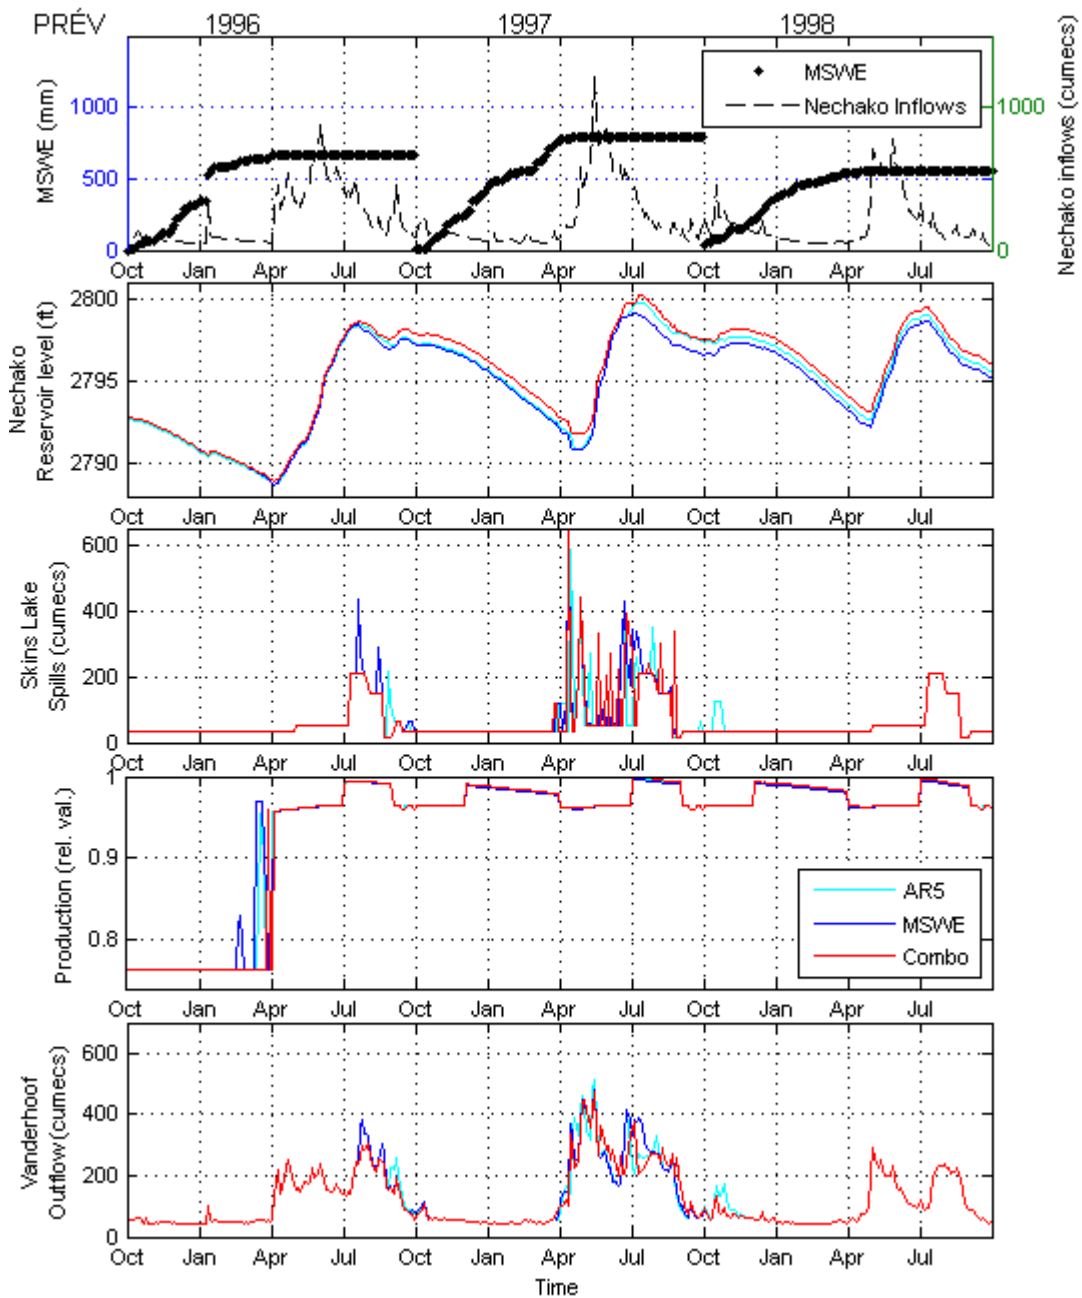 PRÉV 1996 1997 1998
MSWE (mm)
1000
500
0
MSWE
Nechako Inflows
1000
0
Nechako Inflows (cumecs)
Oct Jan Apr Jul Oct Jan Apr Jul Oct Jan Apr Jul
Nechako
Reservoir level (ft)
2800
2795
2790
Oct Jan Apr Jul Oct Jan Apr Jul Oct Jan Apr Jul
Skins Lake
Spills (cumecs)
600
400
200
0
Oct Jan Apr Jul Oct Jan Apr Jul Oct Jan Apr Jul
Production (rel. val.)
1
0.9
0.8
AR5
MSWE
Combo
Oct Jan Apr Jul Oct Jan Apr Jul Oct Jan Apr Jul
Vanderhoof
Outflow(cumecs)
600
400
200
0
Oct Jan Apr Jul Oct Jan Apr Jul Oct Jan Apr Jul
Time